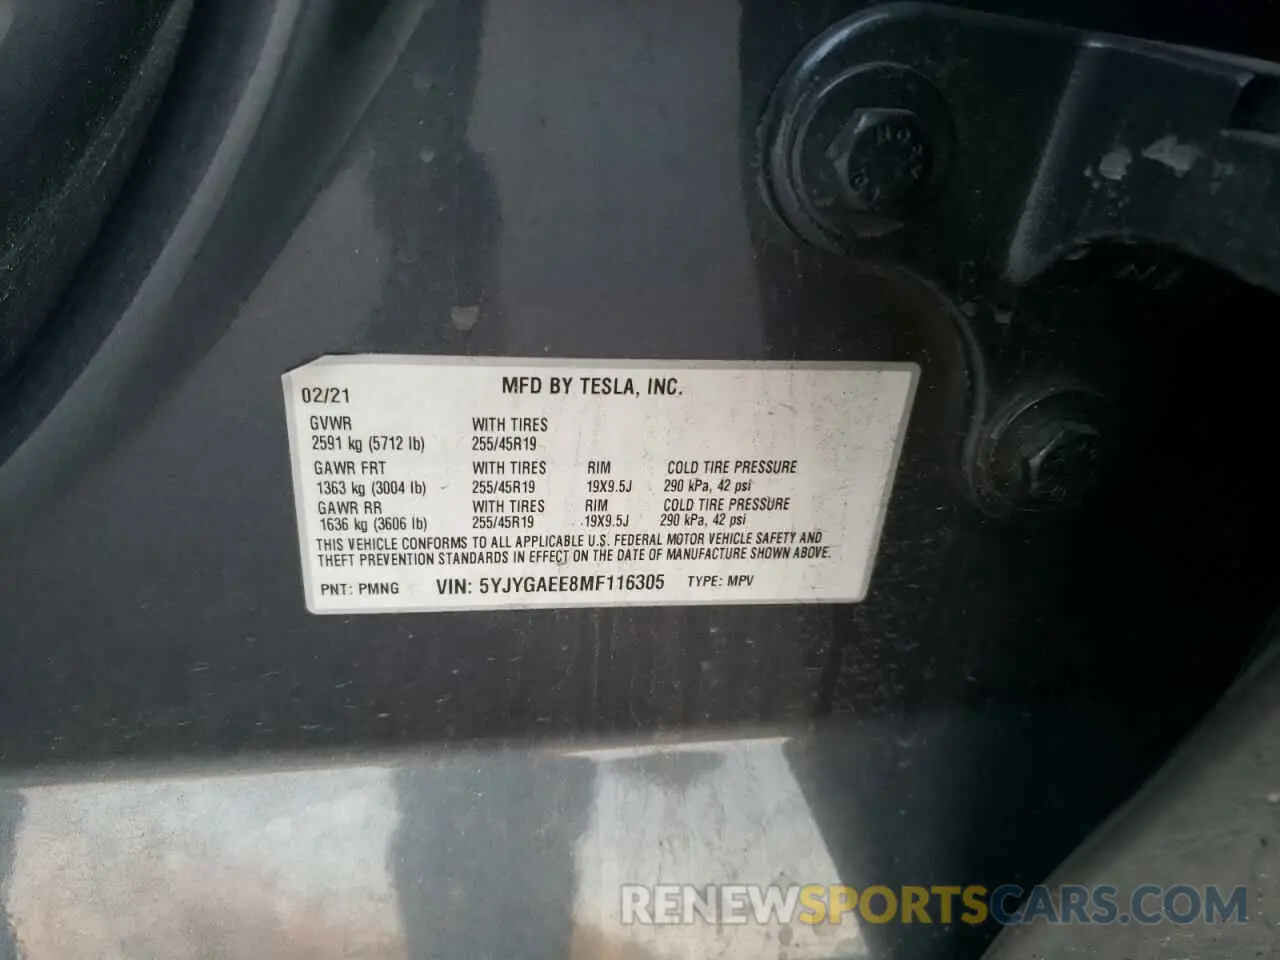 02/21 MFD BY TESLA, INC.
GVWR WITH TIRES
2591 kg (5712 lb) 255/45R19
GAWR FRT WITH TIRES RIM COLD TIRE PRESSURE
1363 kg (3004 lb) 255/45R19 19X9.5J 290 kPa, 42 psi
GAWR RR WITH TIRES RIM COLD TIRE PRESSURE
1636 kg (3606 lb) 255/45R19 19X9.5J 290 kPa, 42 psi
THIS VEHICLE CONFORMS TO ALL APPLICABLE U.S. FEDERAL MOTOR VEHICLE SAFETY AND
THEFT PREVENTION STANDARDS IN EFFECT ON THE DATE OF MANUFACTURE SHOWN ABOVE.
PNT: PMNG VIN: 5YJYGAEE8MF116305 TYPE: MPV
RENEWSPORTSCARS.COM